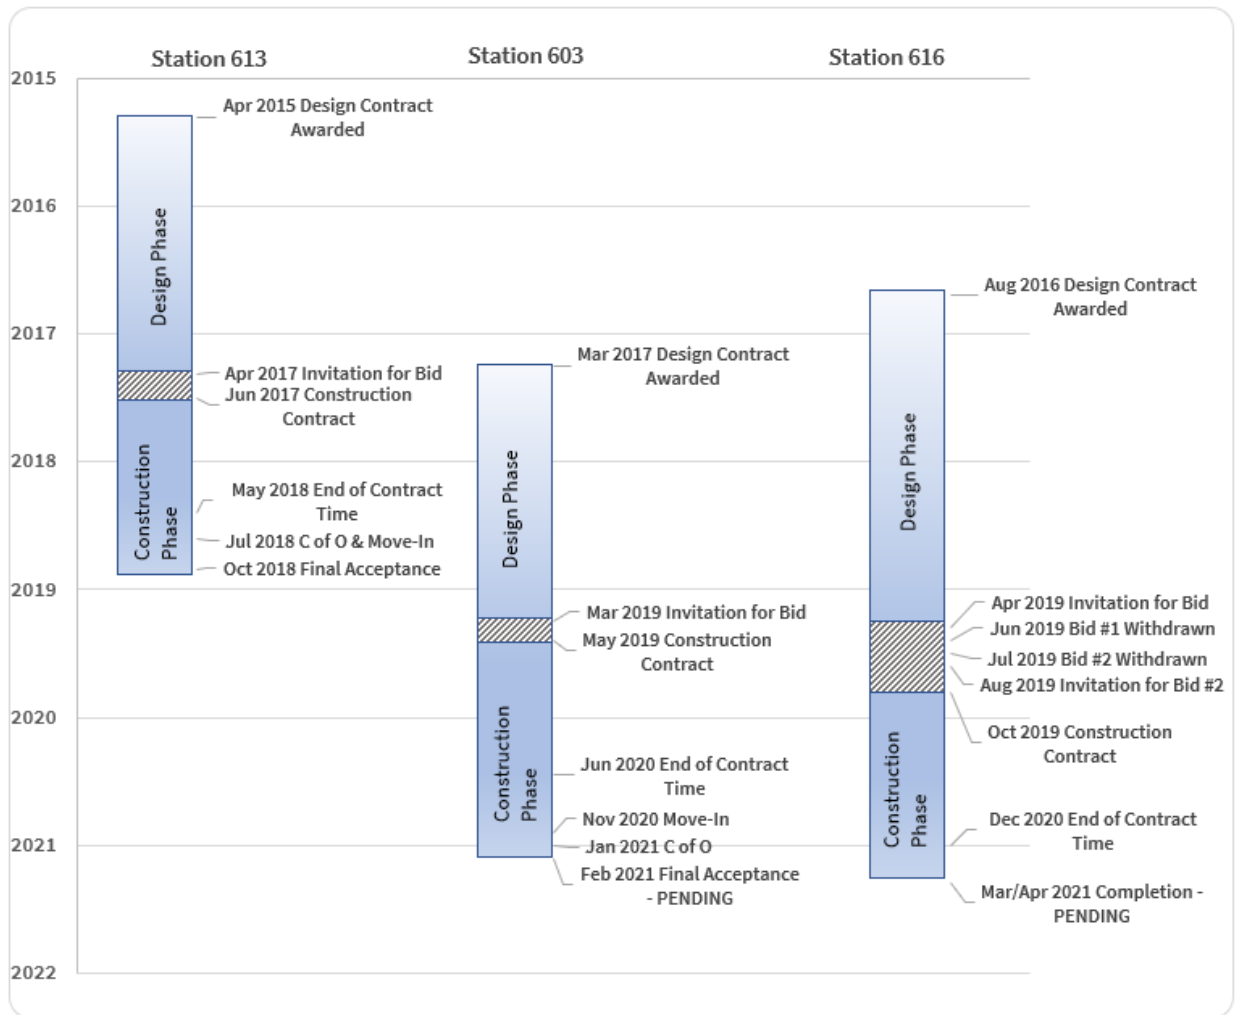 Station 613
Station 603
Station 616
2015
2016
2017
2018
2019
2020
2021
2022
Apr 2015 Design Contract
Awarded
Design Phase
Apr 2017 Invitation for Bid
Jun 2017 Construction
Contract
Construction
Phase
May 2018 End of Contract
Time
Jul 2018 C of O & Move-In
Oct 2018 Final Acceptance
Mar 2017 Design Contract
Awarded
Design Phase
Mar 2019 Invitation for Bid
May 2019 Construction
Contract
Construction
Phase
Jun 2020 End of Contract
Time
Nov 2020 Move-In
Jan 2021 C of O
Feb 2021 Final Acceptance
- PENDING
Aug 2016 Design Contract
Awarded
Design Phase
Apr 2019 Invitation for Bid
Jun 2019 Bid #1 Withdrawn
Jul 2019 Bid #2 Withdrawn
Aug 2019 Invitation for Bid #2
Oct 2019 Construction
Contract
Construction
Phase
Dec 2020 End of Contract
Time
Mar/Apr 2021 Completion -
PENDING